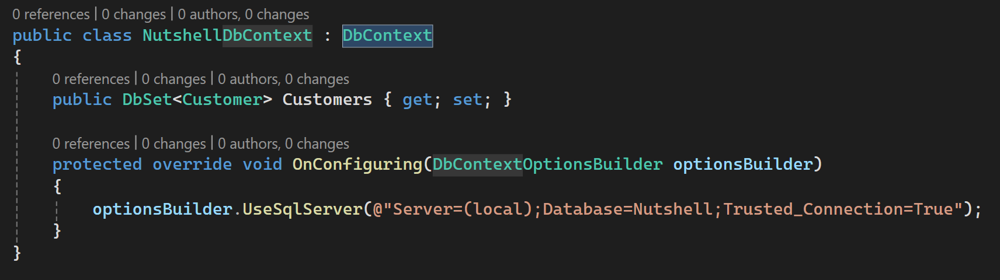 0 references | 0 changes | 0 authors, 0 changes
public class NutshellDbContext : DbContext
{
0 references | 0 changes | 0 authors, 0 changes
public DbSet<Customer> Customers { get; set; }
0 references | 0 changes | 0 authors, 0 changes
protected override void OnConfiguring(DbContextOptionsBuilder optionsBuilder)
{
optionsBuilder.UseSqlServer(@"Server=(local);Database=Nutshell;Trusted_Connection=True");
}
}